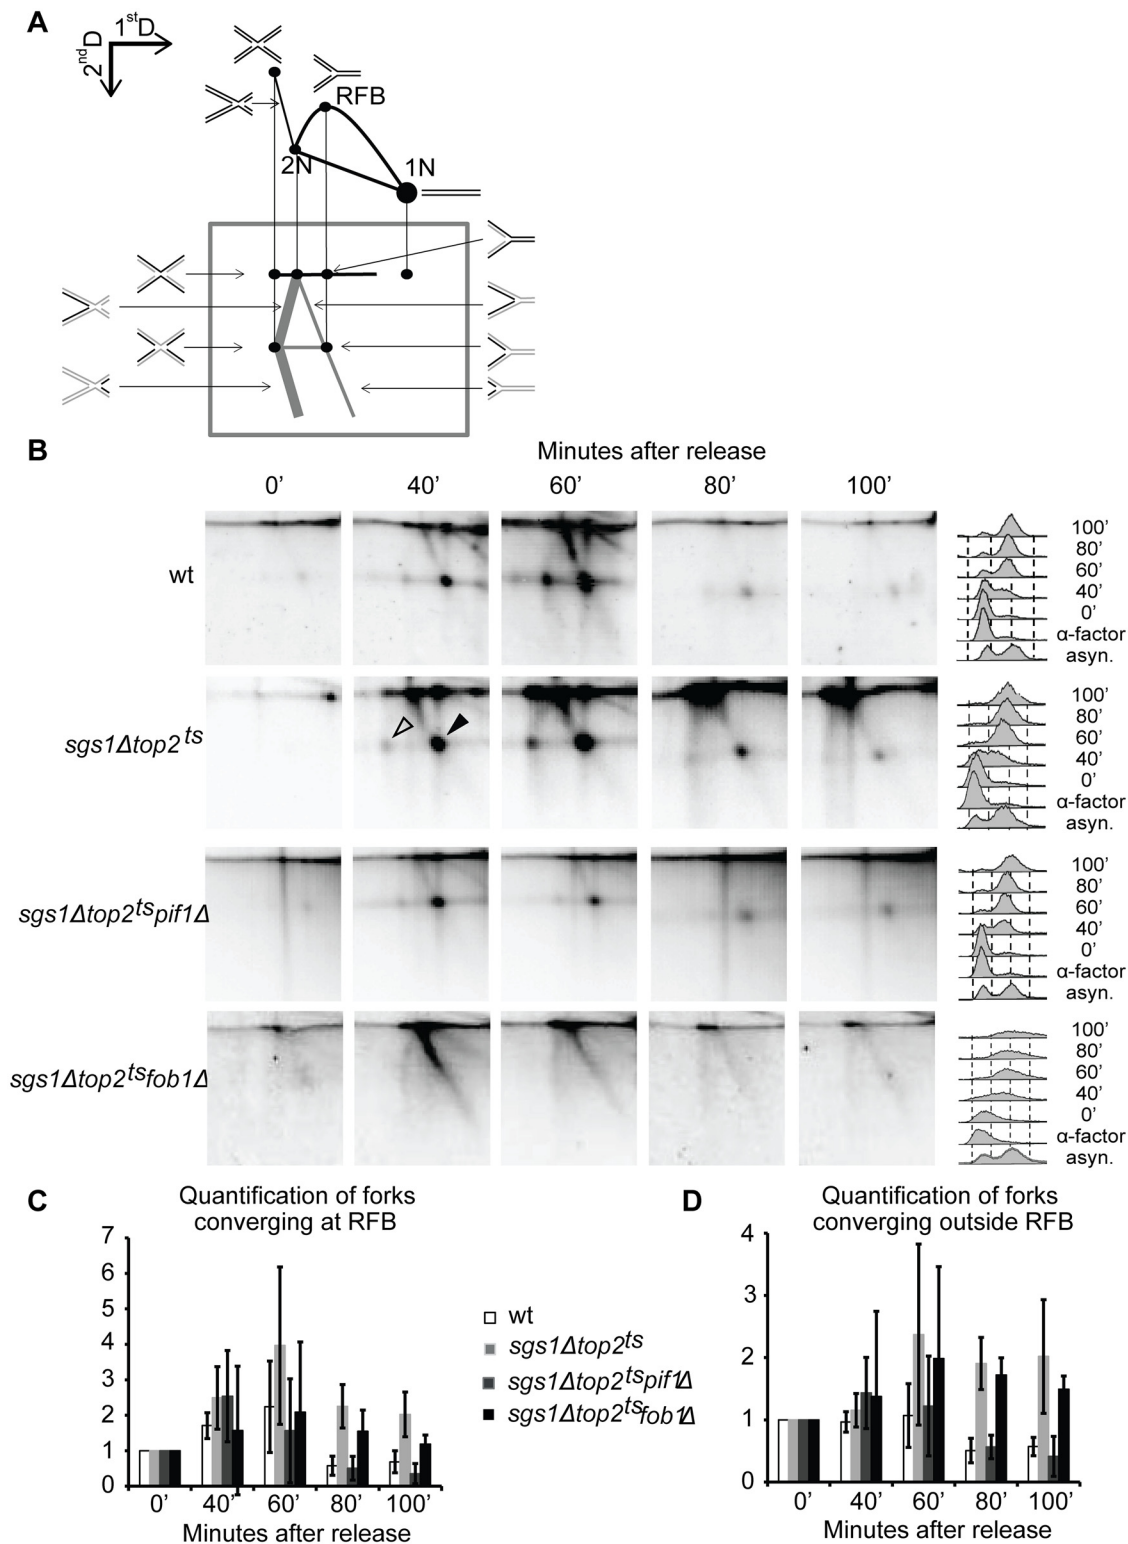 A
1stD
2ndD
RFB
2N
1N
B
Minutes after release
0’ 40’ 60’ 80’ 100’
wt
100’
80’
60’
40’
0’
α-factor
asyn.
sgs1Δtop2ts
100’
80’
60’
40’
0’
α-factor
asyn.
sgs1Δtop2tspif1Δ
100’
80’
60’
40’
0’
α-factor
asyn.
sgs1Δtop2tsfob1Δ
100’
80’
60’
40’
0’
α-factor
asyn.
C
Quantification of forks
converging at RFB
7
6
5
4
3
2
1
0
0’ 40’ 60’ 80’ 100’
Minutes after release
wt
sgs1Δtop2ts
sgs1Δtop2tspif1Δ
sgs1Δtop2tsfob1Δ
D
Quantification of forks
converging outside RFB
4
3
2
1
0
0’ 40’ 60’ 80’ 100’
Minutes after release